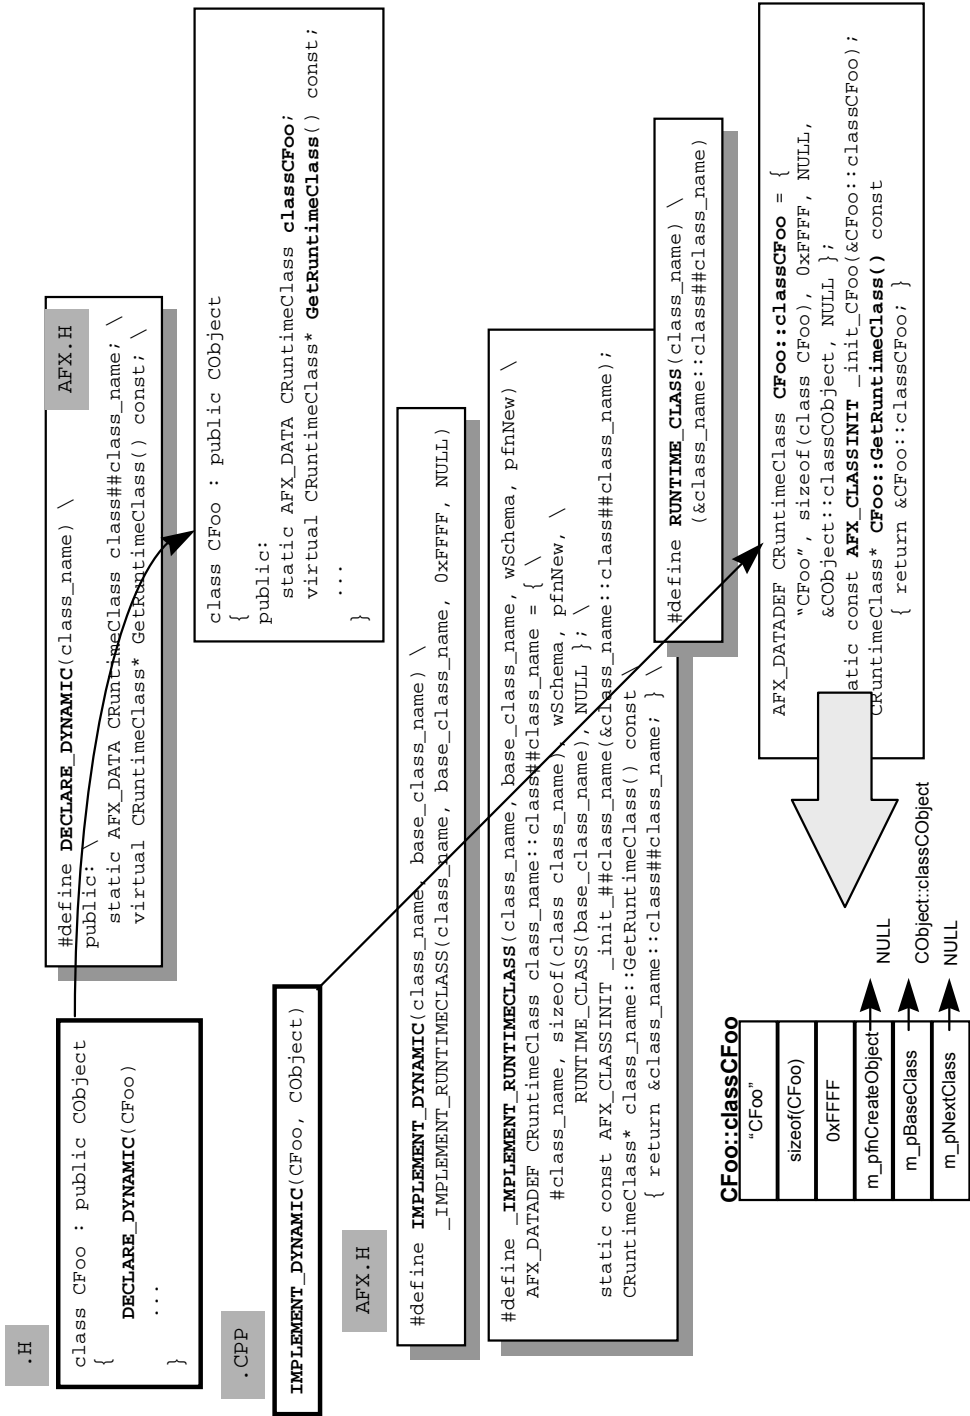 .H
class CFoo : public CObject
{
DECLARE_DYNAMIC(CFoo)
...
}
AFX.H
#define DECLARE_DYNAMIC(class_name) \
public: \
static AFX_DATA CRuntimeClass class##class_name; \
virtual CRuntimeClass* GetRuntimeClass() const; \
class CFoo : public CObject
{
public:
static AFX_DATA CRuntimeClass classCFoo;
virtual CRuntimeClass* GetRuntimeClass() const;
...
}
.CPP
IMPLEMENT_DYNAMIC(CFoo, CObject)
AFX.H
#define IMPLEMENT_DYNAMIC(class_name, base_class_name) \
_IMPLEMENT_RUNTIMECLASS(class_name, base_class_name, 0xFFFF, NULL)
#define _IMPLEMENT_RUNTIMECLASS(class_name, base_class_name, wSchema, pfnNew) \
AFX_DATADEF CRuntimeClass class_name::class##class_name = { \
#class_name, sizeof(class class_name), wSchema, pfnNew, \
RUNTIME_CLASS(base_class_name), NULL }; \
static const AFX_CLASSINIT _init_##class_name(&class_name::class##class_name);
CRuntimeClass* class_name::GetRuntimeClass() const \
{ return &class_name::class##class_name; } \
#define RUNTIME_CLASS(class_name) \
(&class_name::class##class_name)
AFX_DATADEF CRuntimeClass CFoo::classCFoo = {
“CFoo”, sizeof(class CFoo), 0xFFFF, NULL,
&CObject::classCObject, NULL };
atic const AFX_CLASSINIT _init_CFoo(&CFoo::classCFoo);
CRuntimeClass* CFoo::GetRuntimeClass() const
{ return &CFoo::classCFoo; }
CFoo::classCFoo
“CFoo”
sizeof(CFoo)
0xFFFF
m_pfnCreateObject
NULL
m_pBaseClass
CObject::classCObject
m_pNextClass
NULL